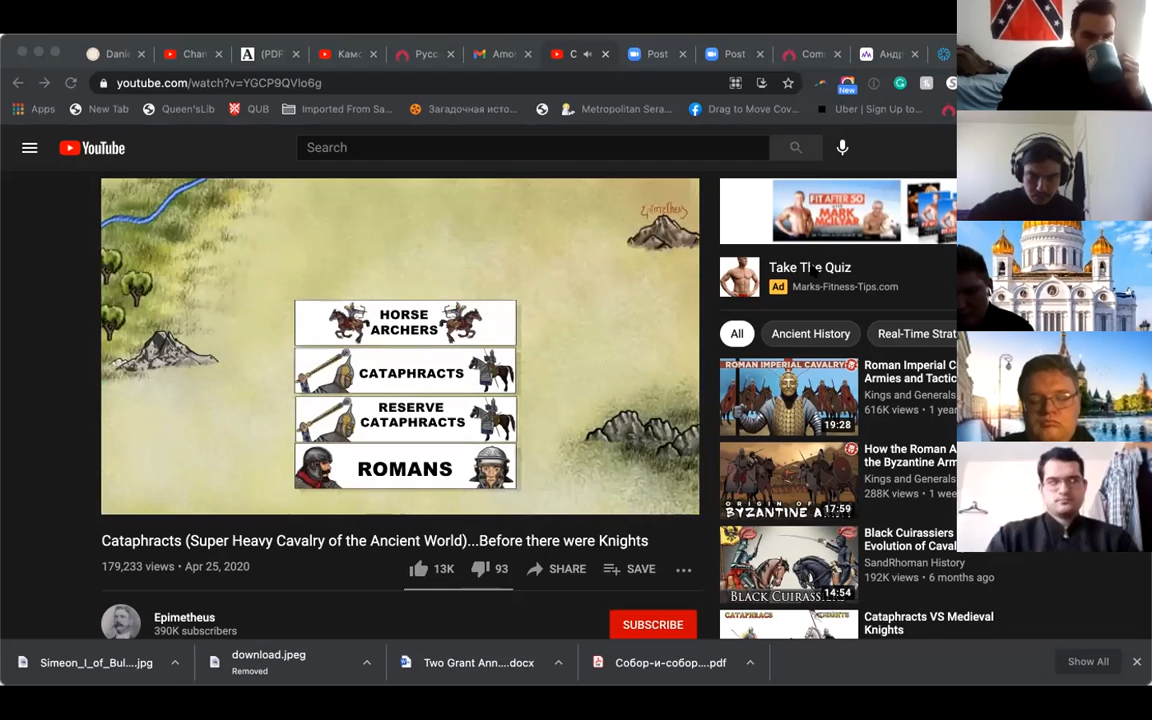 Dani
Chan
(PDF
Камс
Русс
Amo
C
Post
Post
Com
Андр
youtube.com/watch?v=YGCP9QVlo6g
New
Apps
New Tab
Queen'sLib
QUB
Imported From Sa...
Загадочная исто...
Metropolitan Sera...
Drag to Move Cov...
Uber | Sign Up to...
YouTube
Search
Epimetheus
HORSE
ARCHERS
CATAPHRACTS
RESERVE
CATAPHRACTS
ROMANS
FIT AFTER 50
WITH
MARK
MCILYAR
Take The Quiz
Ad Marks-Fitness-Tips.com
All Ancient History Real-Time Strat
ROMAN IMPERIAL CAVALRY
19:28
Roman Imperial C
Armies and Tactic
Kings and Generals
616K views • 1 year
ORIGIN OF
BYZANTINE A
17:59
How the Roman A
the Byzantine Arm
Kings and Generals
288K views • 1 week
BLACK CUIRASSIE
14:54
Black Cuirassiers
Evolution of Caval
SandRhoman History
192K views • 6 months ago
Cataphracts VS Medieval
Knights
Cataphracts (Super Heavy Cavalry of the Ancient World)...Before there were Knights
179,233 views • Apr 25, 2020
13K 93 SHARE SAVE
Epimetheus
390K subscribers
SUBSCRIBE
Simeon_I_of_Bul....jpg
download.jpeg
Removed
Two Grant Ann....docx
Собор-и-собор....pdf
Show All